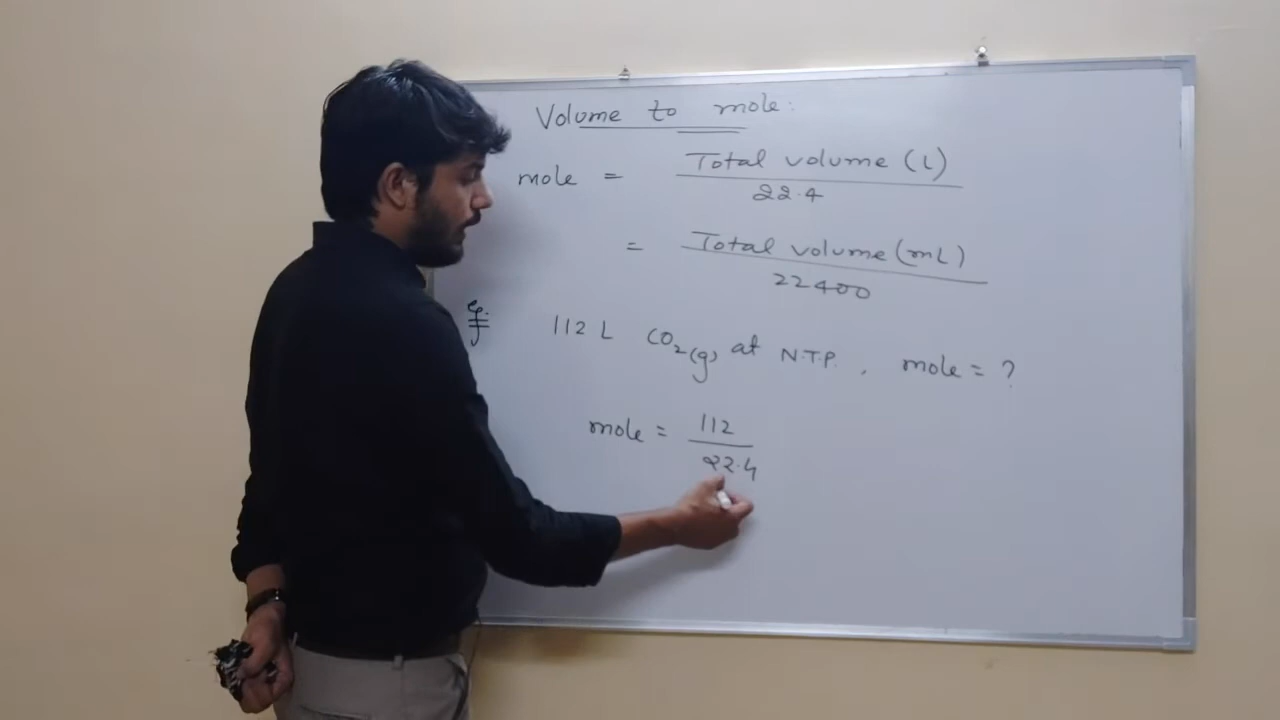 Volume to mole:
mole = Total volume (L) / 22.4
= Total volume (mL) / 22400
eg. 112 L CO2(g) at N.T.P. , mole = ?
mole = 112 / 22.4